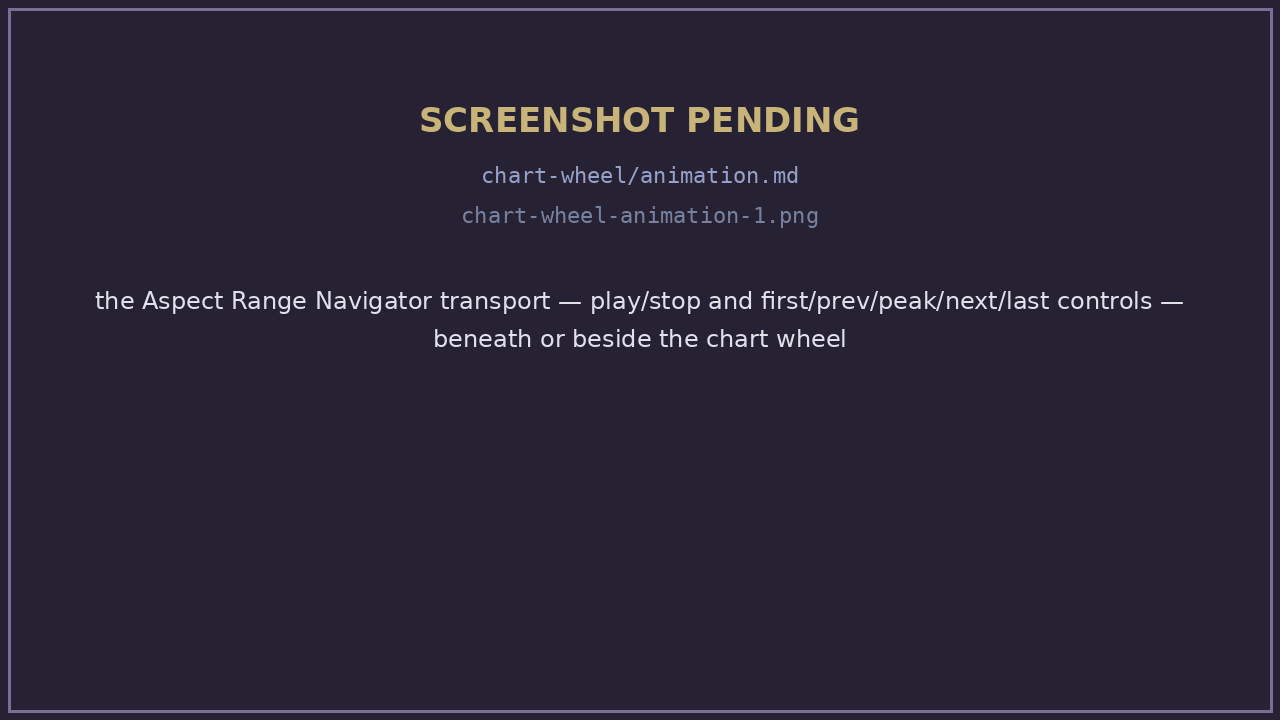 SCREENSHOT PENDING
chart-wheel/animation.md
chart-wheel-animation-1.png
the Aspect Range Navigator transport — play/stop and first/prev/peak/next/last controls —
beneath or beside the chart wheel